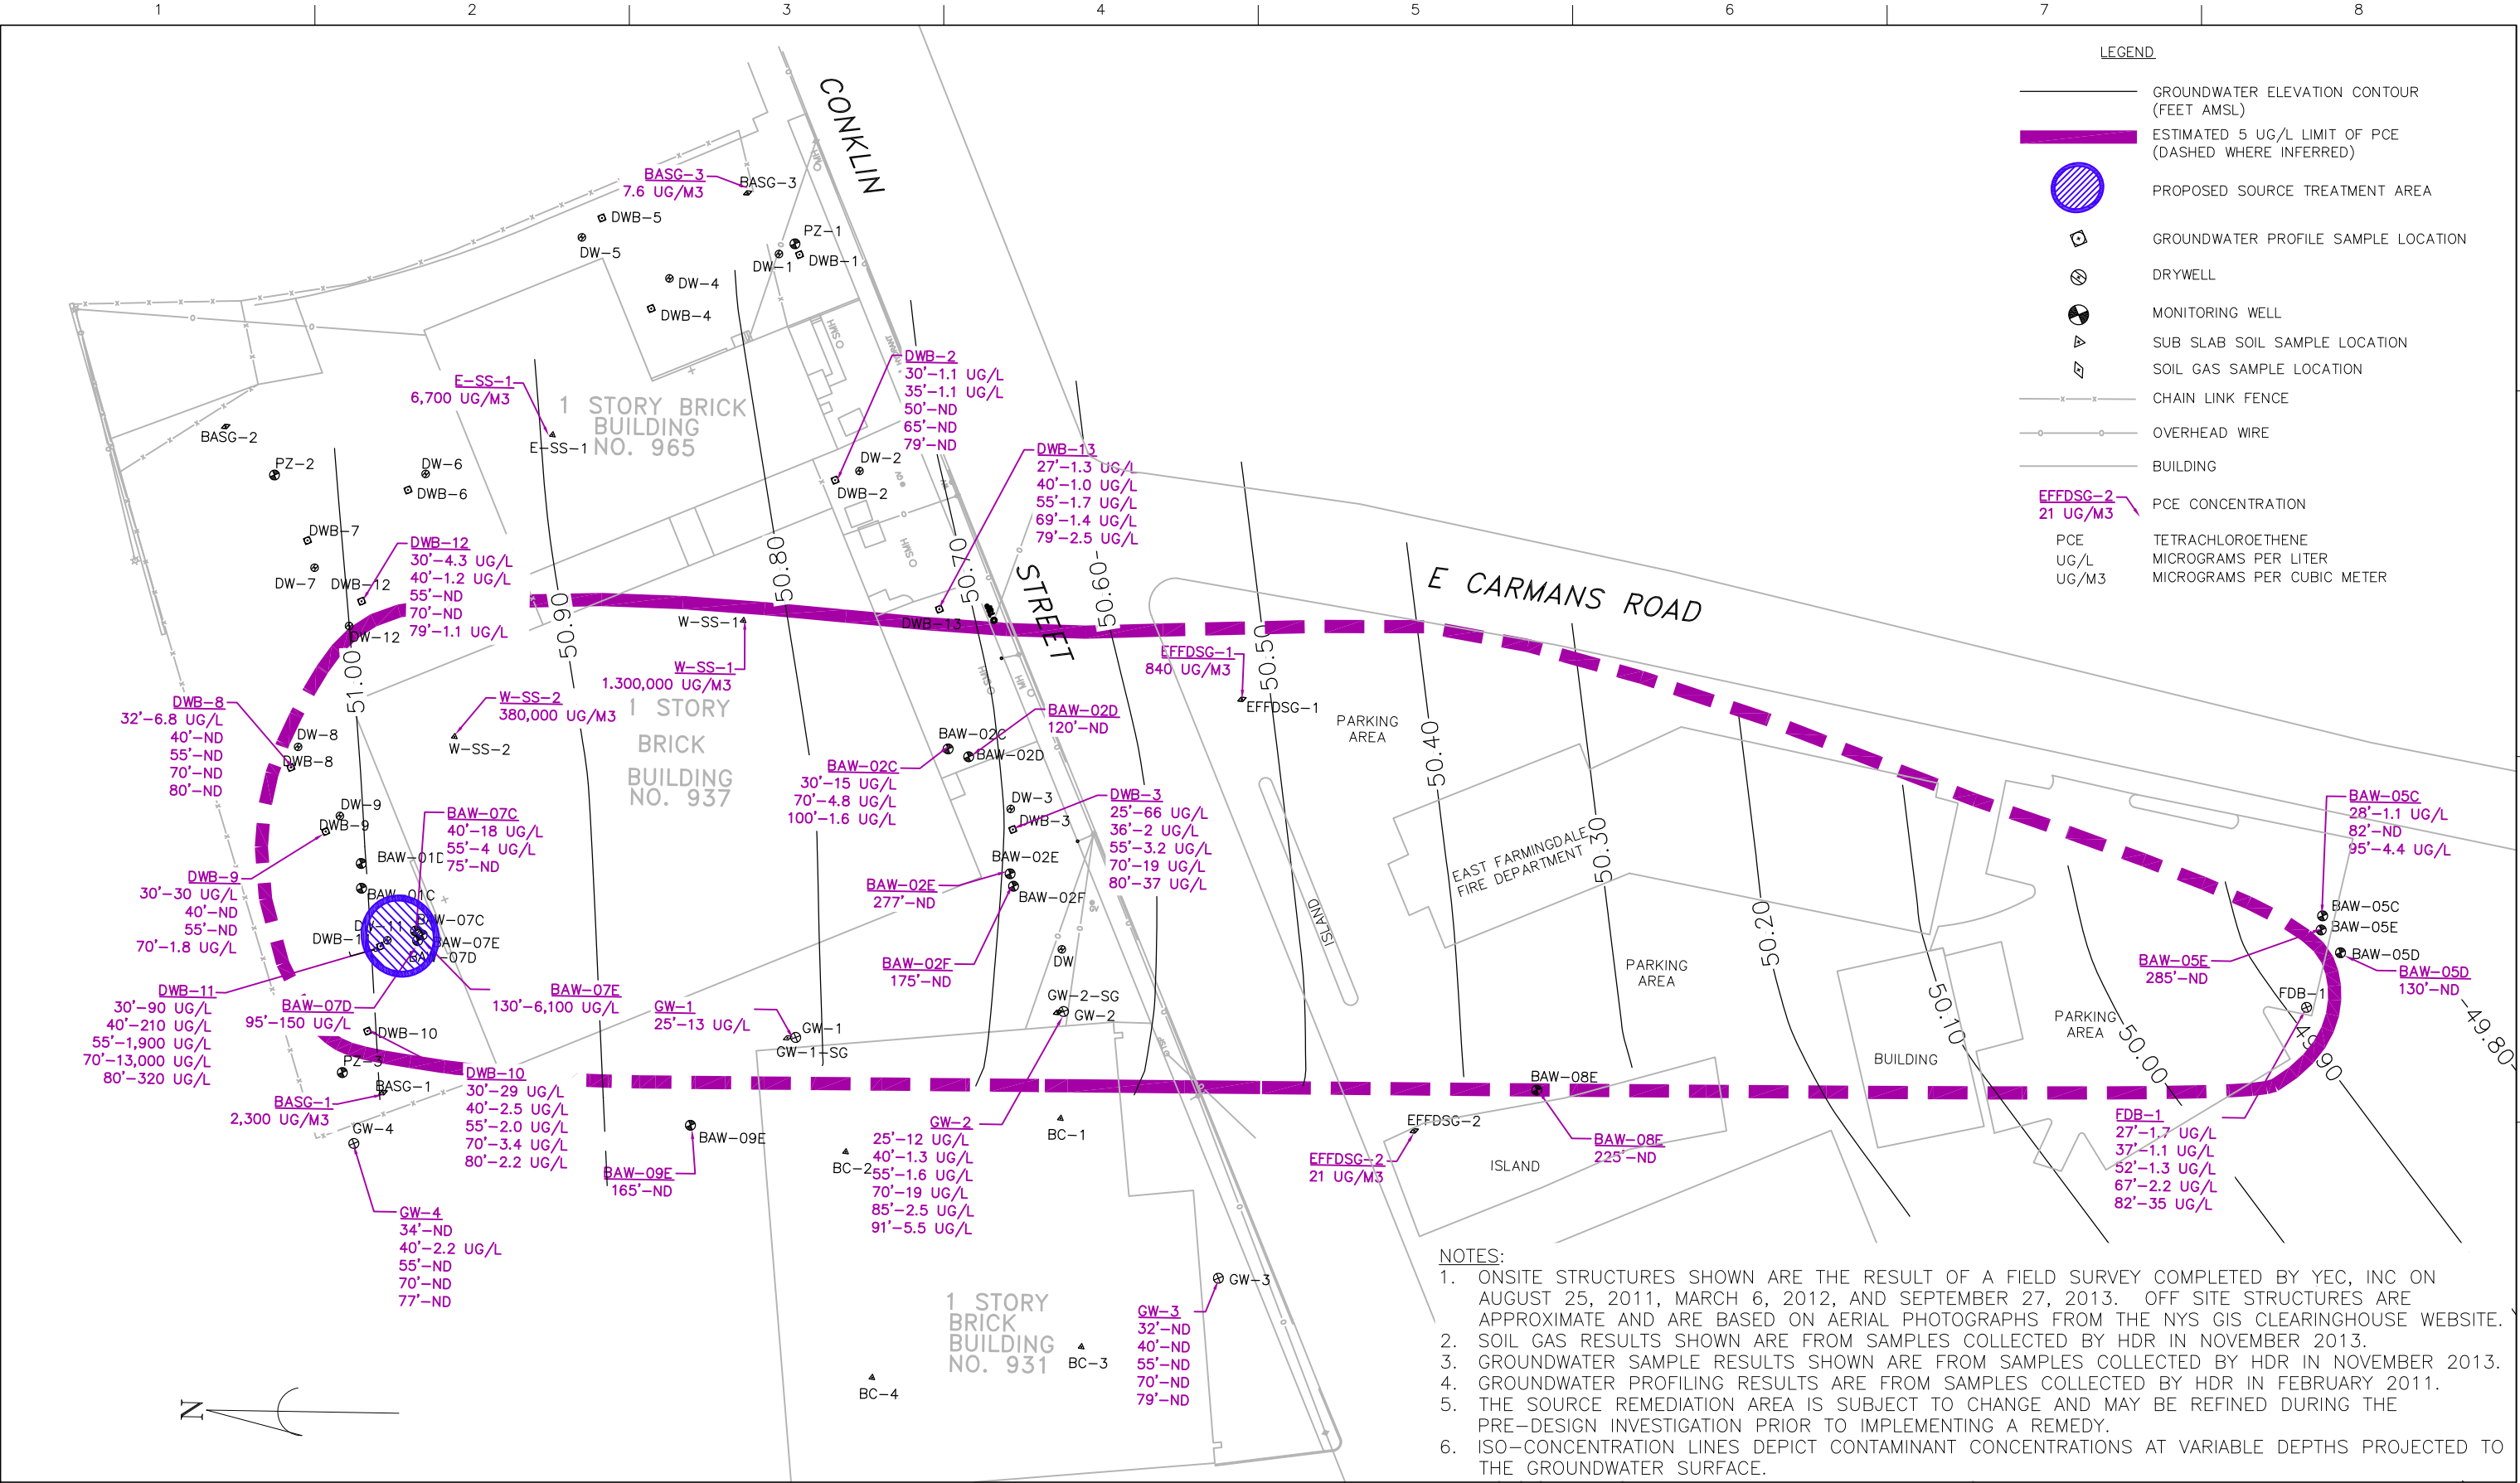 1 2 3 4 5 6 7 8
LEGEND
GROUNDWATER ELEVATION CONTOUR
(FEET AMSL)
ESTIMATED 5 UG/L LIMIT OF PCE
(DASHED WHERE INFERRED)
PROPOSED SOURCE TREATMENT AREA
GROUNDWATER PROFILE SAMPLE LOCATION
DRYWELL
MONITORING WELL
SUB SLAB SOIL SAMPLE LOCATION
SOIL GAS SAMPLE LOCATION
CHAIN LINK FENCE
OVERHEAD WIRE
BUILDING
EFFDSG-2
21 UG/M3
PCE CONCENTRATION
PCE TETRACHLOROETHENE
UG/L MICROGRAMS PER LITER
UG/M3 MICROGRAMS PER CUBIC METER
CONKLIN
STREET
E CARMANS ROAD
BASG-3
7.6 UG/M3
BASG-3
DWB-5
DW-5
DW-4
DWB-4
PZ-1
DW-1
DWB-1
MH
SMH
HYDRANT
E-SS-1
6,700 UG/M3
E-SS-1
1 STORY BRICK
BUILDING
NO. 965
BASG-2
PZ-2
DW-6
DWB-6
DWB-7
DW-7
DWB-12
DWB-12
30'-4.3 UG/L
40'-1.2 UG/L
55'-ND
70'-ND
79'-1.1 UG/L
DW-12
DWB-2
30'-1.1 UG/L
35'-1.1 UG/L
50'-ND
65'-ND
79'-ND
DW-2
DWB-2
DWB-13
27'-1.3 UG/L
40'-1.0 UG/L
55'-1.7 UG/L
69'-1.4 UG/L
79'-2.5 UG/L
DWB-13
SMH
SMH
MH
51.00
50.90
50.80
50.70
50.60
50.50
50.40
50.30
50.20
50.10
50.00
49.90
49.80
W-SS-1
W-SS-1
1.300,000 UG/M3
W-SS-2
380,000 UG/M3
W-SS-2
1 STORY
BRICK
BUILDING
NO. 937
EFFDSG-1
840 UG/M3
EFFDSG-1
PARKING
AREA
DWB-8
32'-6.8 UG/L
40'-ND
55'-ND
70'-ND
80'-ND
DW-8
DWB-8
DW-9
DWB-9
BAW-01D
BAW-01C
BAW-07C
40'-18 UG/L
55'-4 UG/L
75'-ND
DWB-9
30'-30 UG/L
40'-ND
55'-ND
70'-1.8 UG/L
DWB-1
BAW-07C
BAW-07E
BAW-07D
BAW-02D
120'-ND
BAW-02C
BAW-02D
BAW-02C
30'-15 UG/L
70'-4.8 UG/L
100'-1.6 UG/L
DW-3
DWB-3
DWB-3
25'-66 UG/L
36'-2 UG/L
55'-3.2 UG/L
70'-19 UG/L
80'-37 UG/L
BAW-02E
BAW-02E
277'-ND
BAW-02F
BAW-02F
175'-ND
DW
ISLAND
EAST FARMINGDALE
FIRE DEPARTMENT
BAW-05C
28'-1.1 UG/L
82'-ND
95'-4.4 UG/L
BAW-05C
BAW-05E
BAW-05D
BAW-05E
285'-ND
BAW-05D
130'-ND
FDB-1
PARKING
AREA
PARKING
AREA
BUILDING
DWB-11
30'-90 UG/L
40'-210 UG/L
55'-1,900 UG/L
70'-13,000 UG/L
80'-320 UG/L
BAW-07D
95'-150 UG/L
BAW-07E
130'-6,100 UG/L
DWB-10
PZ-3
BASG-1
BASG-1
2,300 UG/M3
GW-4
DWB-10
30'-29 UG/L
40'-2.5 UG/L
55'-2.0 UG/L
70'-3.4 UG/L
80'-2.2 UG/L
GW-1
25'-13 UG/L
GW-1
GW-1-SG
GW-2-SG
GW-2
BAW-09E
BAW-09E
165'-ND
BC-2
BC-1
GW-2
25'-12 UG/L
40'-1.3 UG/L
55'-1.6 UG/L
70'-19 UG/L
85'-2.5 UG/L
91'-5.5 UG/L
BAW-08E
BAW-08E
225'-ND
EFFDSG-2
EFFDSG-2
21 UG/M3
ISLAND
FDB-1
27'-1.7 UG/L
37'-1.1 UG/L
52'-1.3 UG/L
67'-2.2 UG/L
82'-35 UG/L
GW-4
34'-ND
40'-2.2 UG/L
55'-ND
70'-ND
77'-ND
GW-3
GW-3
32'-ND
40'-ND
55'-ND
70'-ND
79'-ND
1 STORY
BRICK
BUILDING
NO. 931
BC-3
BC-4
N
NOTES:
1. ONSITE STRUCTURES SHOWN ARE THE RESULT OF A FIELD SURVEY COMPLETED BY YEC, INC ON
AUGUST 25, 2011, MARCH 6, 2012, AND SEPTEMBER 27, 2013. OFF SITE STRUCTURES ARE
APPROXIMATE AND ARE BASED ON AERIAL PHOTOGRAPHS FROM THE NYS GIS CLEARINGHOUSE WEBSITE.
2. SOIL GAS RESULTS SHOWN ARE FROM SAMPLES COLLECTED BY HDR IN NOVEMBER 2013.
3. GROUNDWATER SAMPLE RESULTS SHOWN ARE FROM SAMPLES COLLECTED BY HDR IN NOVEMBER 2013.
4. GROUNDWATER PROFILING RESULTS ARE FROM SAMPLES COLLECTED BY HDR IN FEBRUARY 2011.
5. THE SOURCE REMEDIATION AREA IS SUBJECT TO CHANGE AND MAY BE REFINED DURING THE
PRE-DESIGN INVESTIGATION PRIOR TO IMPLEMENTING A REMEDY.
6. ISO-CONCENTRATION LINES DEPICT CONTAMINANT CONCENTRATIONS AT VARIABLE DEPTHS PROJECTED TO
THE GROUNDWATER SURFACE.